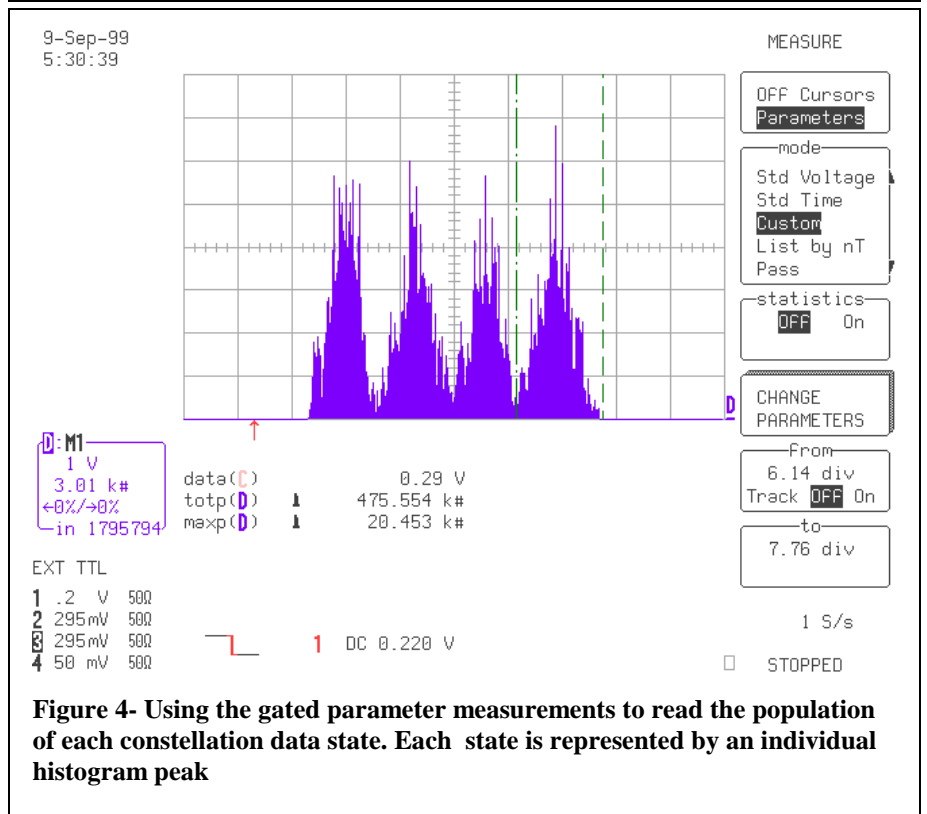 9-Sep-99
5:30:39
MEASURE
OFF Cursors
Parameters
mode
Std Voltage
Std Time
Custom
List by nT
Pass
statistics
OFF On
CHANGE
PARAMETERS
From
6.14 div
Track OFF On
to
7.76 div
D
D:M1
1 V
3.01 k#
←0%/→0%
in 1795794
data(C) 0.29 V
totp(D) 475.554 k#
maxp(D) 20.453 k#
EXT TTL
1 .2 V 50Ω
2 295mV 50Ω
3 295mV 50Ω
4 50 mV 50Ω
1 DC 0.220 V
1 S/s
STOPPED
Figure 4- Using the gated parameter measurements to read the population
of each constellation data state. Each state is represented by an individual
histogram peak